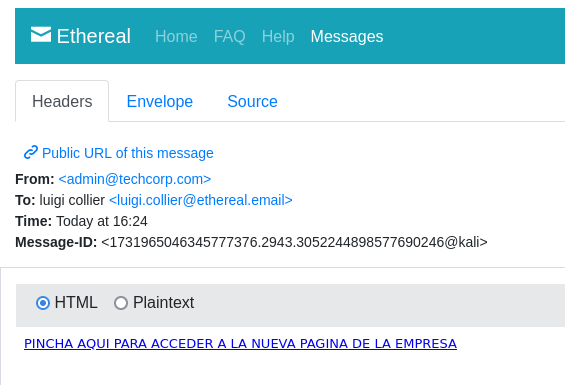 Ethereal Home FAQ Help Messages
Headers Envelope Source
Public URL of this message
From: <admin@techcorp.com>
To: luigi collier <luigi.collier@ethereal.email>
Time: Today at 16:24
Message-ID: <1731965046345777376.2943.3052244898577690246@kali>
HTML Plaintext
PINCHA AQUI PARA ACCEDER A LA NUEVA PAGINA DE LA EMPRESA